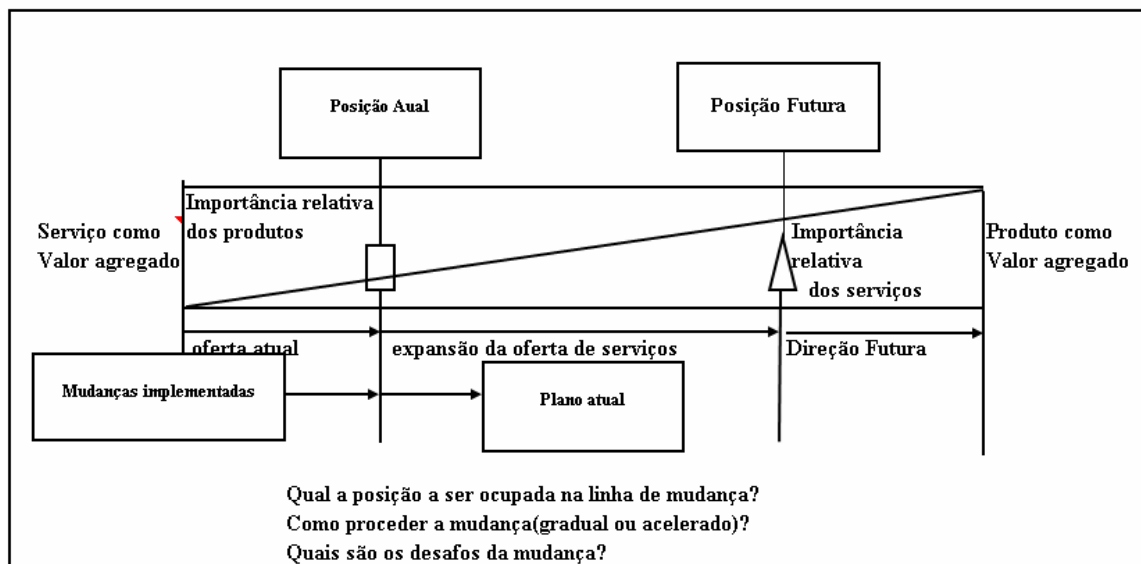 Posição Aual
Posição Futura
Importância relativa
dos produtos
Serviço como
Valor agregado
Importância
relativa
dos serviços
Produto como
Valor agregado
oferta atual
expansão da oferta de serviços
Direção Futura
Mudanças implementadas
Plano atual
Qual a posição a ser ocupada na linha de mudança?
Como proceder a mudança(gradual ou acelerado)?
Quais são os desafos da mudança?